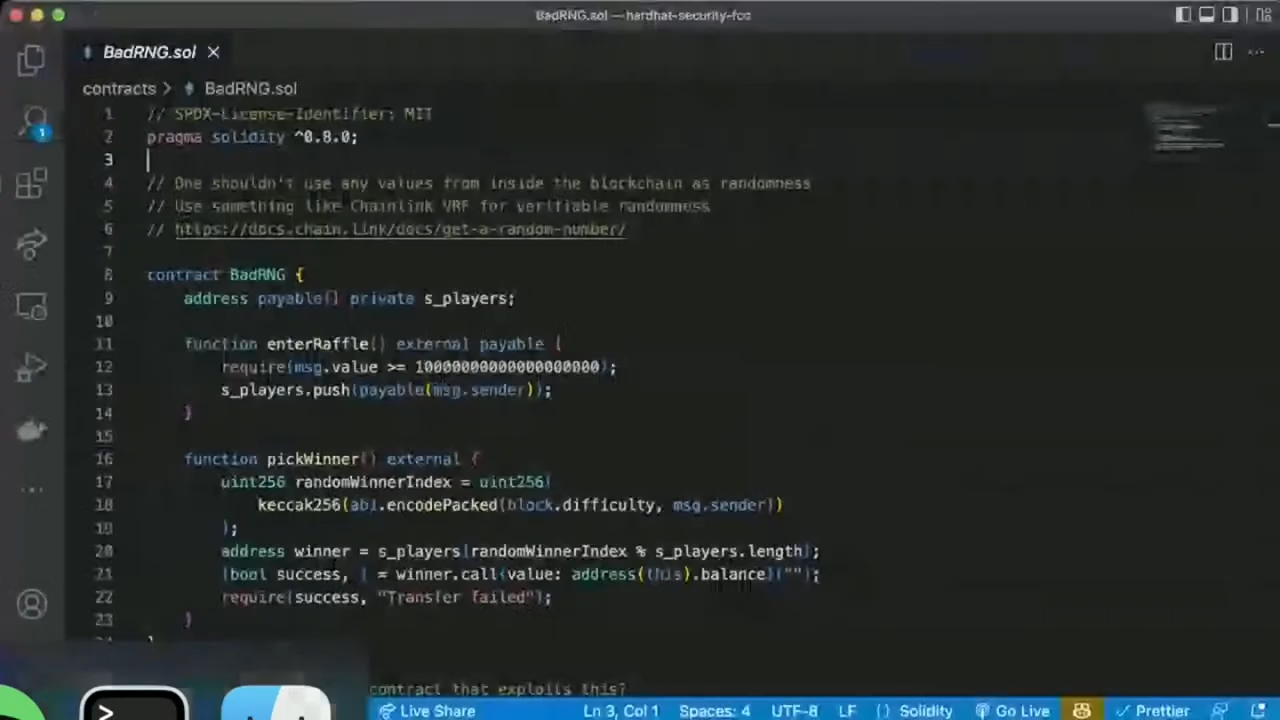 BadRNG.sol — hardhat-security-fcc
BadRNG.sol
contracts > BadRNG.sol
1 // SPDX-License-Identifier: MIT
2 pragma solidity ^0.8.0;
3
4 // One shouldn't use any values from inside the blockchain as randomness
5 // Use something like Chainlink VRF for verifiable randomness
6 // https://docs.chain.link/docs/get-a-random-number/
7
8 contract BadRNG {
9 address payable[] private s_players;
10
11 function enterRaffle() external payable {
12 require(msg.value >= 1000000000000000000);
13 s_players.push(payable(msg.sender));
14 }
15
16 function pickWinner() external {
17 uint256 randomWinnerIndex = uint256(
18 keccak256(abi.encodePacked(block.difficulty, msg.sender))
19 );
20 address winner = s_players[randomWinnerIndex % s_players.length];
21 (bool success, ) = winner.call{value: address(this).balance}("");
22 require(success, "Transfer failed");
23 }
contract that exploits this?
Live Share Ln 3, Col 1 Spaces: 4 UTF-8 LF {} Solidity Go Live ✓ Prettier